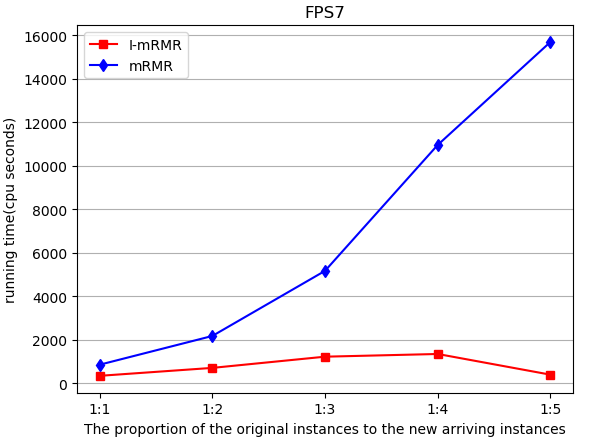 FPS7
I-mRMR
mRMR
running time(cpu seconds)
16000
14000
12000
10000
8000
6000
4000
2000
0
1:1 1:2 1:3 1:4 1:5
The proportion of the original instances to the new arriving instances